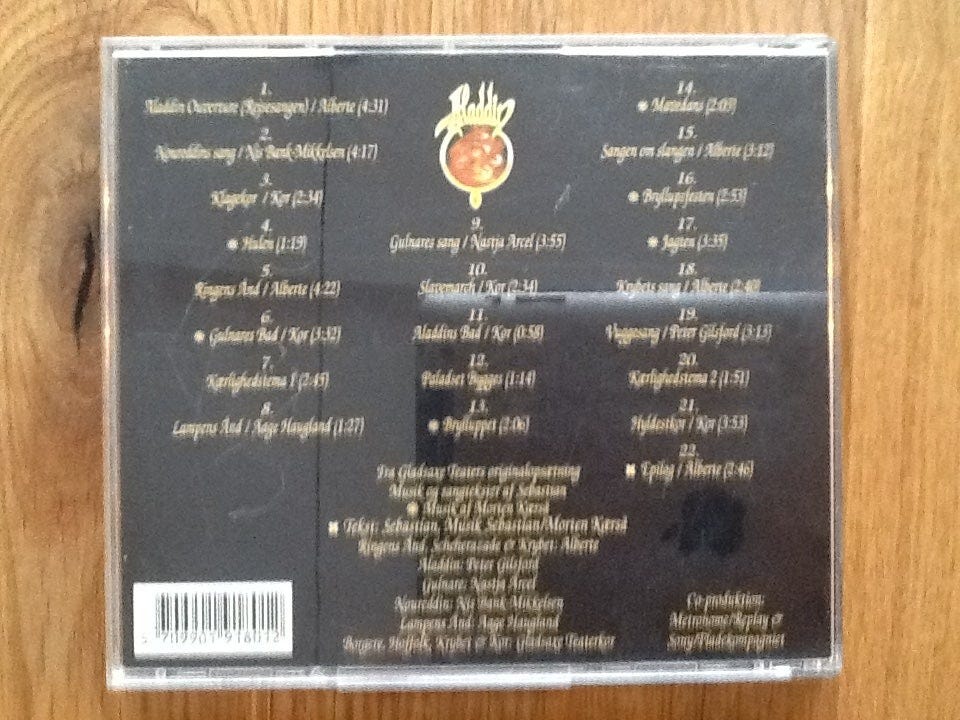 1.
Aladdin Ouverture (Rejsesangen) / Alberte (4:31)
2.
Noureddins sang / Nis Bank-Mikkelsen (4:17)
3.
Klagekor / Kor (2:34)
4.
Hulen (1:19)
5.
Ringens Ånd / Alberte (4:22)
6.
Gulnares Bad / Kor (3:32)
7.
Kærlighedstema 1 (2:45)
8.
Lampens Ånd / Aage Haugland (1:27)
Aladdin
9.
Gulnares sang / Nastja Arcel (3:55)
10.
Slavemarch / Kor (2:34)
11.
Aladdins Bad / Kor (0:58)
12.
Paladset Bygges (1:14)
13.
Brylluppet (2:06)
14.
Mavedans (2:05)
15.
Sangen om slangen / Alberte (3:12)
16.
Bryllupsfesten (2:53)
17.
Jagten (3:35)
18.
Krybets sang / Alberte (2:40)
19.
Vuggesang / Peter Gilsford (3:13)
20.
Kærlighedstema 2 (1:51)
21.
Hyldestkor / Kor (3:53)
22.
Epilog / Alberte (2:46)
Fra Gladsaxe Teaters originalopsætning
Musik og sangtekster af Sebastian
Musik af Morten Kærså
Tekst: Sebastian, Musik Sebastian/Morten Kærså
Ringens Ånd, Scheherazade & Krybet: Alberte
Aladdin: Peter Gilsford
Gulnare: Nastja Arcel
Noureddin: Nis Bank-Mikkelsen
Lampens Ånd: Aage Haugland
Borgere, Hoffolk, Krybet & Kor: Gladsaxe Teaterkor
Co-produktion:
Metronome/Replay &
Sony/Pladekompagniet
5 709901 918012